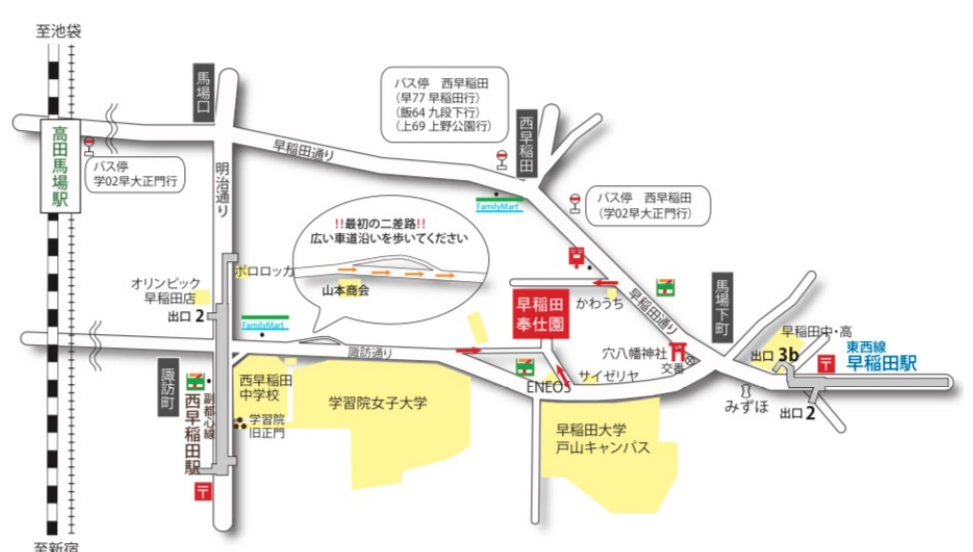 至池袋
高田馬場駅
至新宿
バス停
学02早大正門行
馬場口
明治通り
早稲田通り
バス停 西早稲田
(早77 早稲田行)
(飯64 九段下行)
(上69 上野公園行)
西早稲田
FamilyMart
バス停 西早稲田
(学02早大正門行)
!!最初の二差路!!
広い車道沿いを歩いてください
山本商会
ポロロッカ
オリンピック
早稲田店
出口2
FamilyMart
諏訪通り
諏訪町
副都心線
西早稲田駅
西早稲田
中学校
学習院
旧正門
学習院女子大学
早稲田
奉仕園
かわうち
早稲田通り
馬場下町
穴八幡神社
交番
サイゼリヤ
ENEOS
早稲田大学
戸山キャンパス
みずほ
早稲田中・高
出口3b
東西線
早稲田駅
出口2